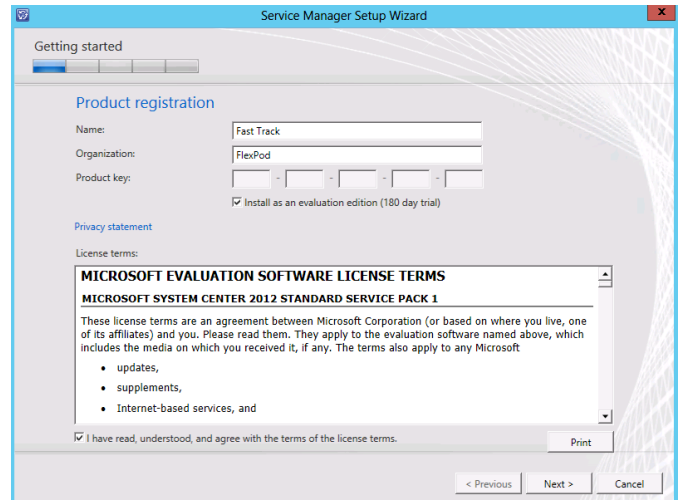 Service Manager Setup Wizard
x
Getting started
Product registration
Name:
Fast Track
Organization:
FlexPod
Product key:
- - - -
Install as an evaluation edition (180 day trial)
Privacy statement
License terms:
MICROSOFT EVALUATION SOFTWARE LICENSE TERMS
MICROSOFT SYSTEM CENTER 2012 STANDARD SERVICE PACK 1
These license terms are an agreement between Microsoft Corporation (or based on where you live, one
of its affiliates) and you. Please read them. They apply to the evaluation software named above, which
includes the media on which you received it, if any. The terms also apply to any Microsoft
• updates,
• supplements,
• Internet-based services, and
I have read, understood, and agree with the terms of the license terms.
Print
< Previous
Next >
Cancel